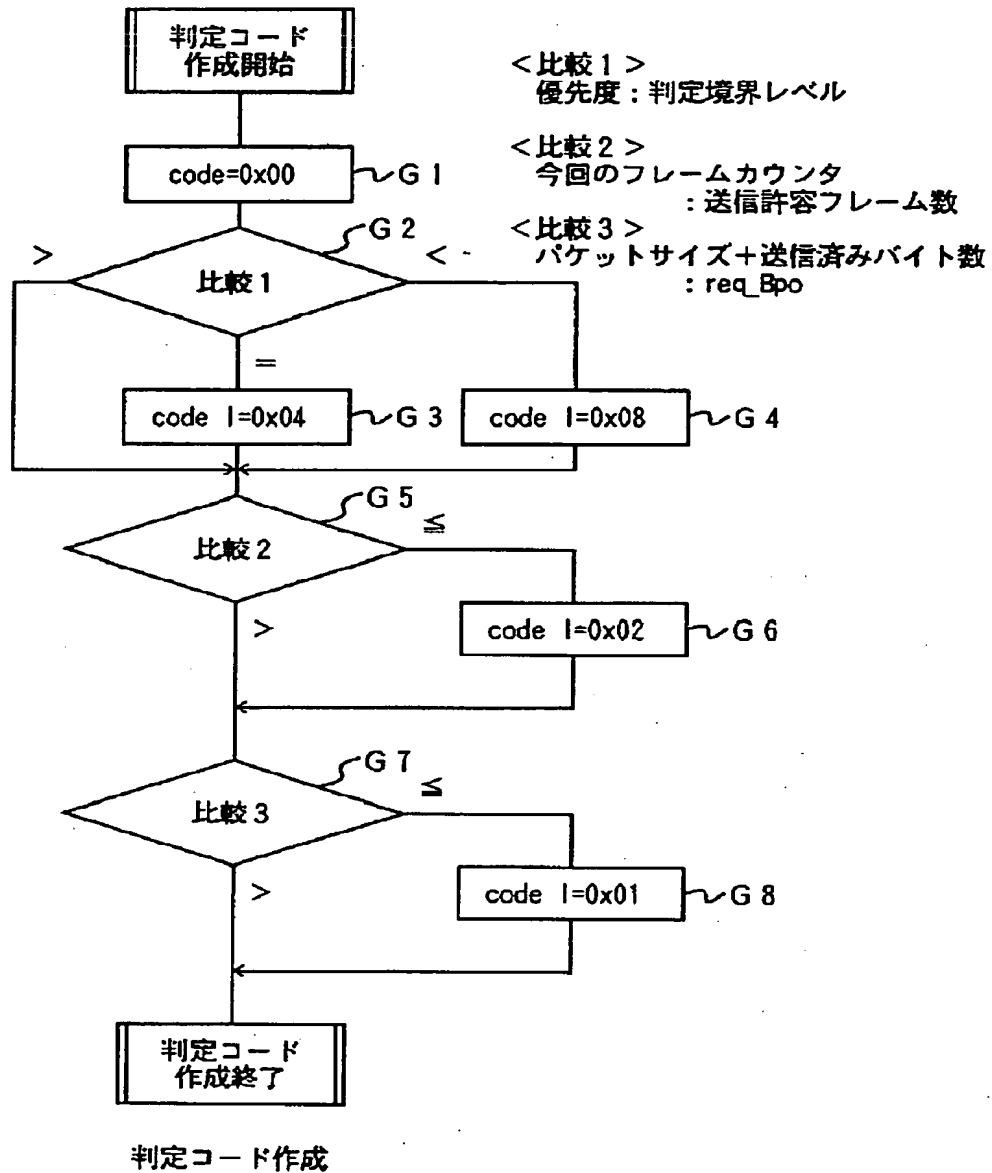 判定コード
作成開始
<比較1>
優先度:判定境界レベル
code=0x00
G1
<比較2>
今回のフレームカウンタ
:送信許容フレーム数
<比較3>
パケットサイズ+送信済みバイト数
:req_Bpo
G2
>
<
比較1
=
code |=0x04
G3
code |=0x08
G4
G5
≦
比較2
>
code |=0x02
G6
G7
≦
比較3
>
code |=0x01
G8
判定コード
作成終了
判定コード作成